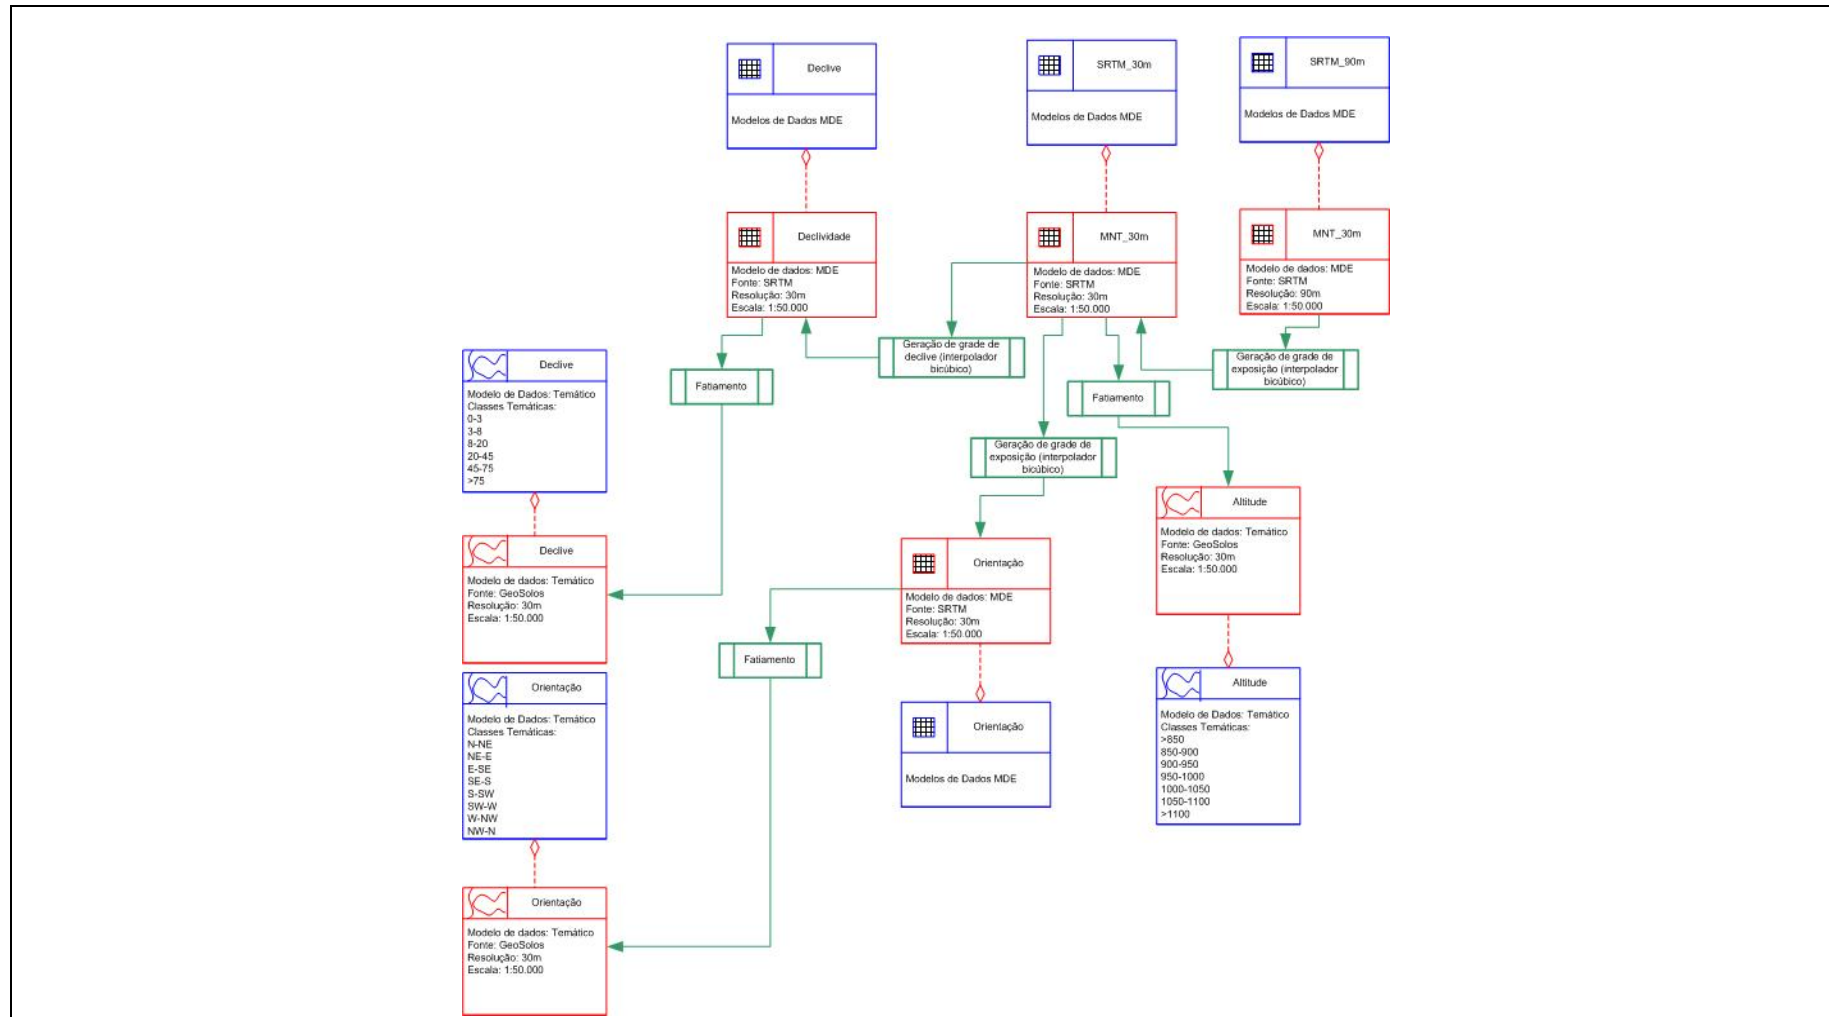 Declive
Modelos de Dados MDE
SRTM_30m
Modelos de Dados MDE
SRTM_90m
Modelos de Dados MDE
Declividade
Modelo de dados: MDE
Fonte: SRTM
Resolução: 30m
Escala: 1:50.000
MNT_30m
Modelo de dados: MDE
Fonte: SRTM
Resolução: 30m
Escala: 1:50.000
MNT_30m
Modelo de dados: MDE
Fonte: SRTM
Resolução: 90m
Escala: 1:50.000
Geração de grade de
declive (interpolador
bicúbico)
Geração de grade de
exposição (interpolador
bicúbico)
Fatiamento
Fatiamento
Geração de grade de
exposição (interpolador
bicúbico)
Declive
Modelo de Dados: Temático
Classes Temáticas:
0-3
3-8
8-20
20-45
45-75
>75
Declive
Modelo de dados: Temático
Fonte: GeoSolos
Resolução: 30m
Escala: 1:50.000
Altitude
Modelo de dados: Temático
Fonte: GeoSolos
Resolução: 30m
Escala: 1:50.000
Orientação
Modelo de dados: MDE
Fonte: SRTM
Resolução: 30m
Escala: 1:50.000
Fatiamento
Orientação
Modelo de Dados: Temático
Classes Temáticas:
N-NE
NE-E
E-SE
SE-S
S-SW
SW-W
W-NW
NW-N
Orientação
Modelos de Dados MDE
Altitude
Modelo de Dados: Temático
Classes Temáticas:
>850
850-900
900-950
950-1000
1000-1050
1050-1100
>1100
Orientação
Modelo de dados: Temático
Fonte: GeoSolos
Resolução: 30m
Escala: 1:50.000